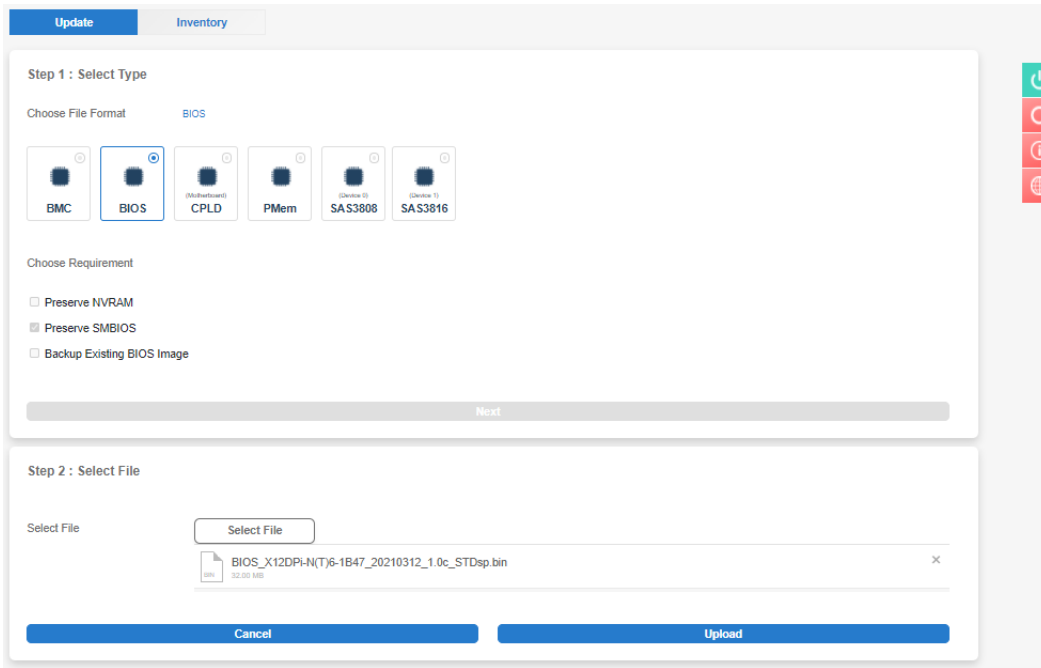 Update Inventory
Step 1 : Select Type
Choose File Format BIOS
(Motherboard) (Device 0) (Device 1)
BMC BIOS CPLD PMem SAS3808 SAS3816
Choose Requirement
Preserve NVRAM
Preserve SMBIOS
Backup Existing BIOS Image
Next
Step 2 : Select File
Select File Select File
BIOS_X12DPi-N(T)6-1B47_20210312_1.0c_STDsp.bin
BIN 32.00 MB
Cancel Upload